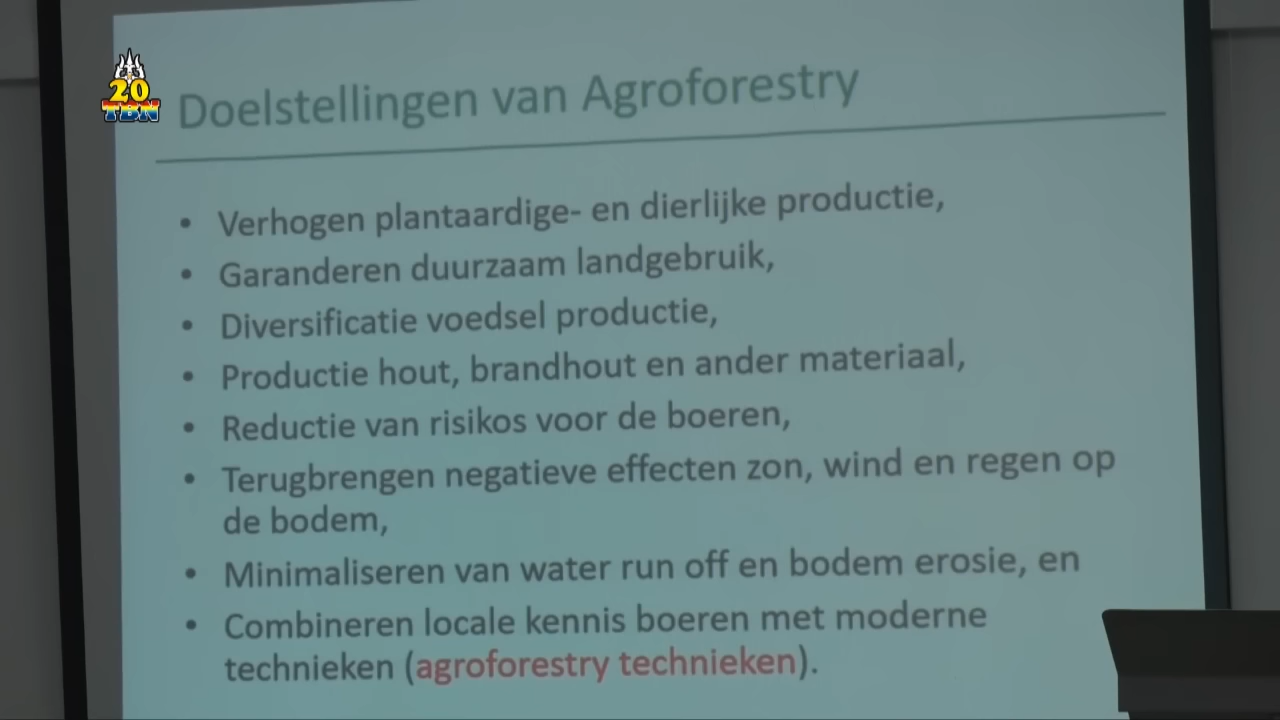 20
TBN
Doelstellingen van Agroforestry
• Verhogen plantaardige- en dierlijke productie,
• Garanderen duurzaam landgebruik,
• Diversificatie voedsel productie,
• Productie hout, brandhout en ander materiaal,
• Reductie van risikos voor de boeren,
• Terugbrengen negatieve effecten zon, wind en regen op
de bodem,
• Minimaliseren van water run off en bodem erosie, en
• Combineren locale kennis boeren met moderne
technieken (agroforestry technieken).